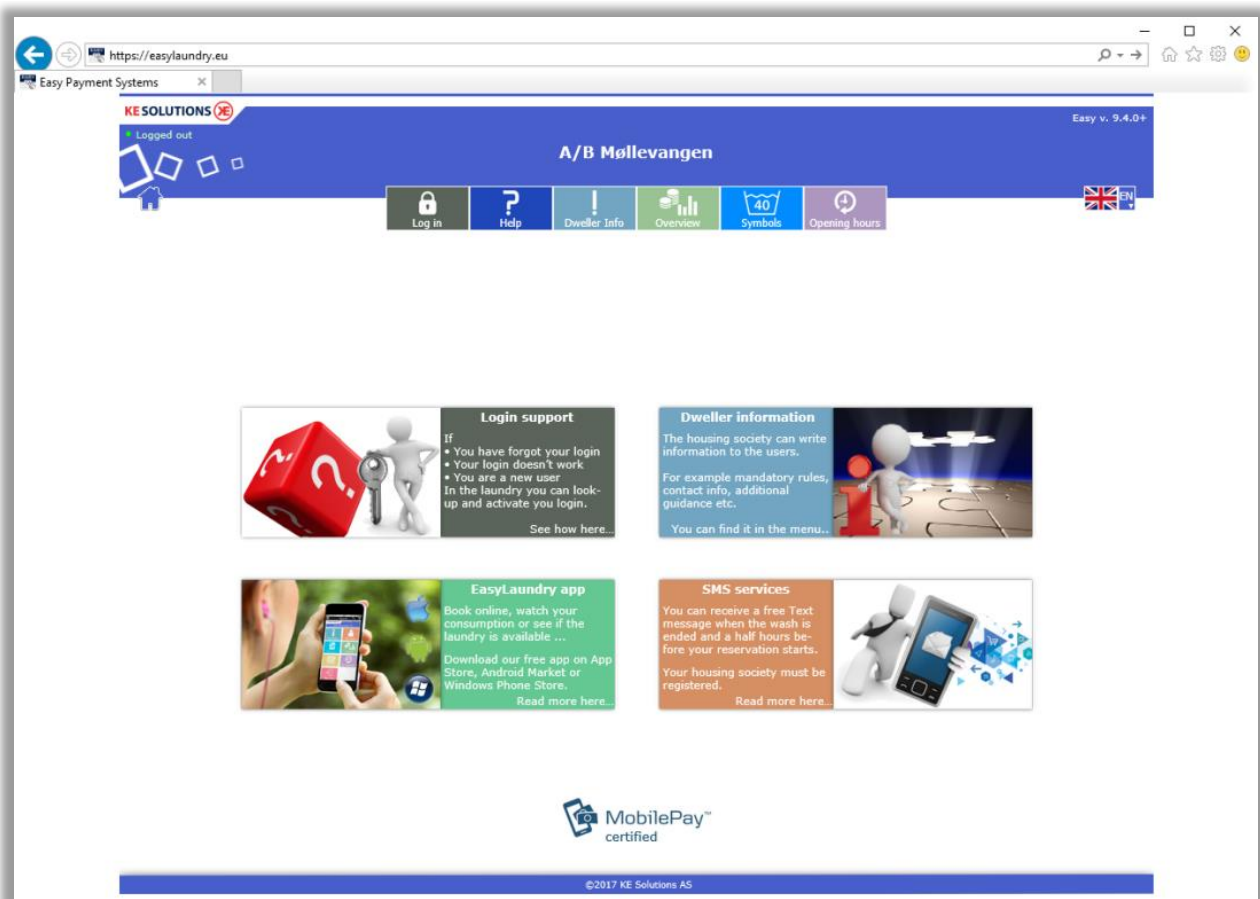 https://easylaundry.eu
Easy Payment Systems
KE SOLUTIONS KE
Easy v. 9.4.0+
Logged out
A/B Møllevangen
EN
40
Log in
Help
Dweller Info
Overview
Symbols
Opening hours
Login support
If
• You have forgot your login
• Your login doesn't work
• You are a new user
In the laundry you can look-
up and activate you login.
See how here...
Dweller information
The housing society can write
information to the users.
For example mandatory rules,
contact info, additional
guidance etc.
You can find it in the menu..
EasyLaundry app
Book online, watch your
consumption or see if the
laundry is available ...
Download our free app on App
Store, Android Market or
Windows Phone Store.
Read more here...
SMS services
You can receive a free Text
message when the wash is
ended and a half hours be-
fore your reservation starts.
Your housing society must be
registered.
Read more here...
MobilePay™
certified
©2017 KE Solutions AS